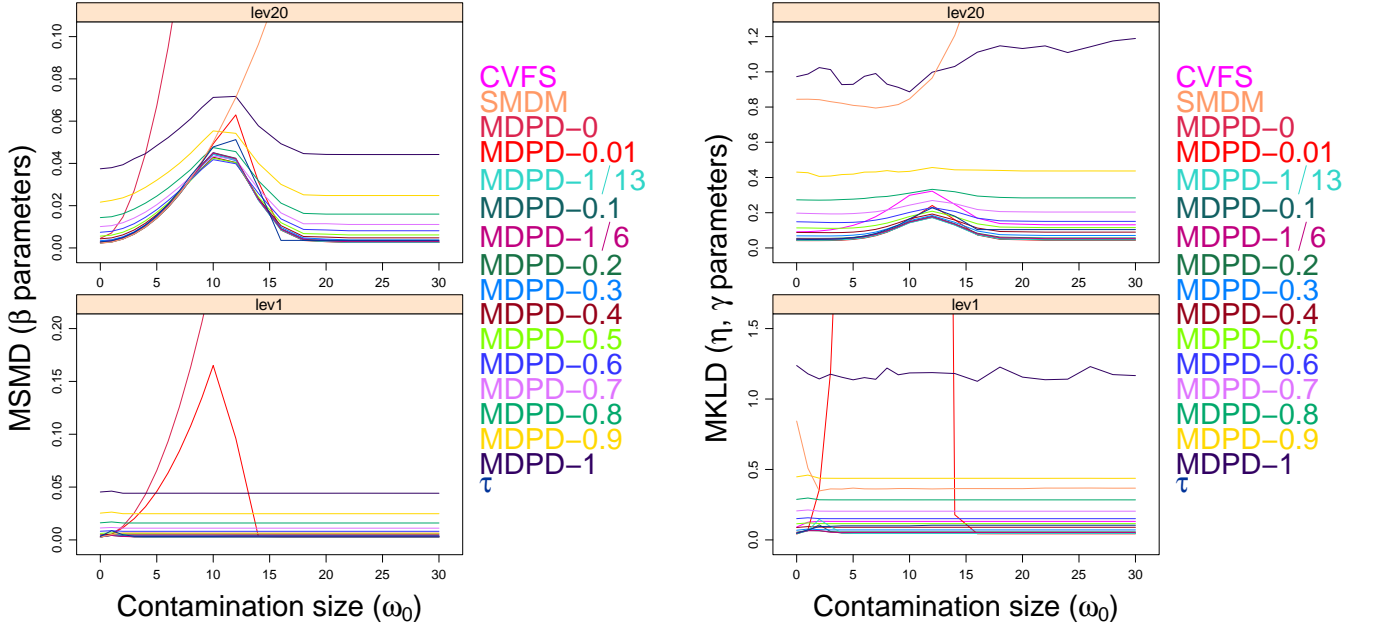 lev20
MSMD (β parameters)
0.00
0.02
0.04
0.06
0.08
0.10
0 5 10 15 20 25 30
lev1
0.00
0.05
0.10
0.15
0.20
0 5 10 15 20 25 30
Contamination size (ω0)
CVFS
SMDM
MDPD−0
MDPD−0.01
MDPD−1/13
MDPD−0.1
MDPD−1/6
MDPD−0.2
MDPD−0.3
MDPD−0.4
MDPD−0.5
MDPD−0.6
MDPD−0.7
MDPD−0.8
MDPD−0.9
MDPD−1
τ
lev20
MKLD (η, γ parameters)
0.0
0.2
0.4
0.6
0.8
1.0
1.2
0 5 10 15 20 25 30
lev1
0.0
0.5
1.0
1.5
0 5 10 15 20 25 30
Contamination size (ω0)
CVFS
SMDM
MDPD−0
MDPD−0.01
MDPD−1/13
MDPD−0.1
MDPD−1/6
MDPD−0.2
MDPD−0.3
MDPD−0.4
MDPD−0.5
MDPD−0.6
MDPD−0.7
MDPD−0.8
MDPD−0.9
MDPD−1
τ